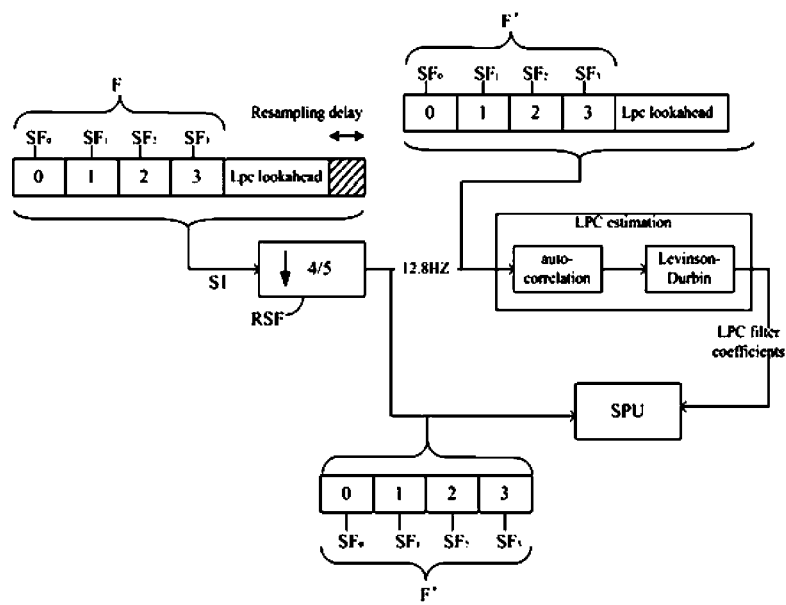 F'
SF₀ SF₁ SF₂ SF₃
0 1 2 3 Lpc lookahead
F
Resampling delay
SF₀ SF₁ SF₂ SF₃
0 1 2 3 Lpc lookahead
LPC estimation
auto-
correlation
Levinson-
Durbin
S1
4/5
12.8HZ
RSF
LPC filter
coefficients
SPU
0 1 2 3
SF₀ SF₁ SF₂ SF₃
F'